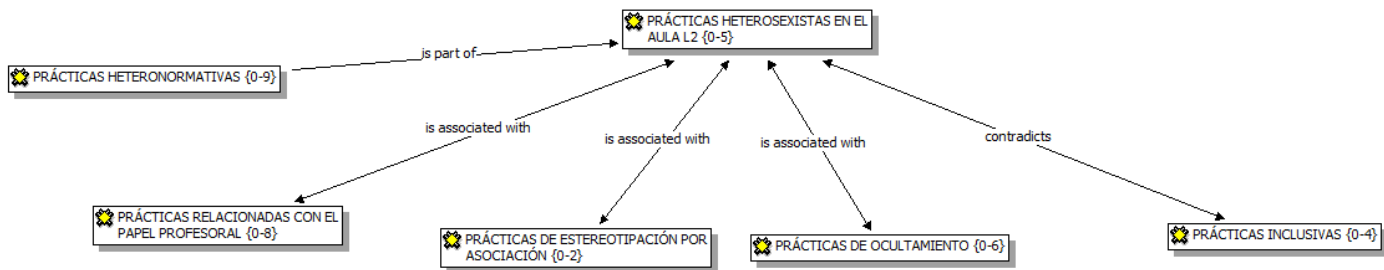 PRÁCTICAS HETEROSEXISTAS EN EL
AULA L2 {0-5}
is part of
PRÁCTICAS HETERONORMATIVAS {0-9}
is associated with
is associated with
is associated with
contradicts
PRÁCTICAS RELACIONADAS CON EL
PAPEL PROFESORAL {0-8}
PRÁCTICAS DE ESTEREOTIPACIÓN POR
ASOCIACIÓN {0-2}
PRÁCTICAS DE OCULTAMIENTO {0-6}
PRÁCTICAS INCLUSIVAS {0-4}